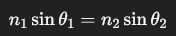 n₁ sin θ₁ = n₂ sin θ₂